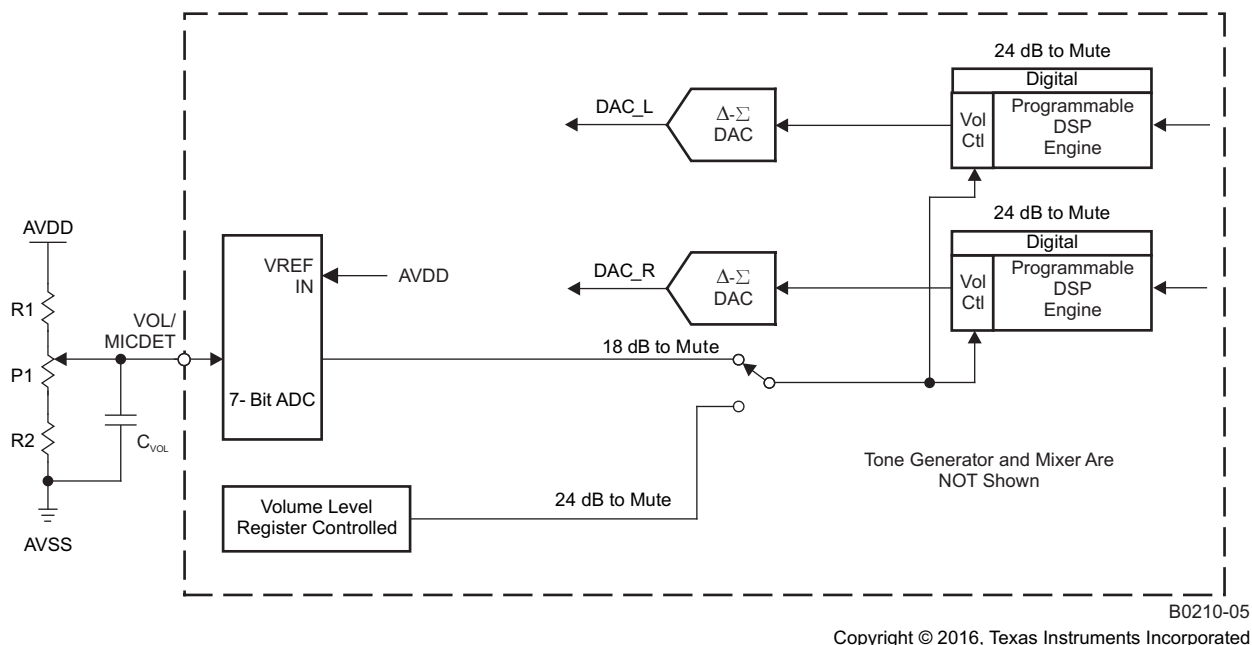 24 dB to Mute
Digital
Vol
Ctl
Programmable
DSP
Engine
DAC_L
Δ-Σ
DAC
24 dB to Mute
Digital
Vol
Ctl
Programmable
DSP
Engine
DAC_R
Δ-Σ
DAC
AVDD
R1
P1
R2
AVSS
VOL/
MICDET
CVOL
VREF
IN
AVDD
7- Bit ADC
18 dB to Mute
Volume Level
Register Controlled
24 dB to Mute
Tone Generator and Mixer Are
NOT Shown
B0210-05
Copyright © 2016, Texas Instruments Incorporated